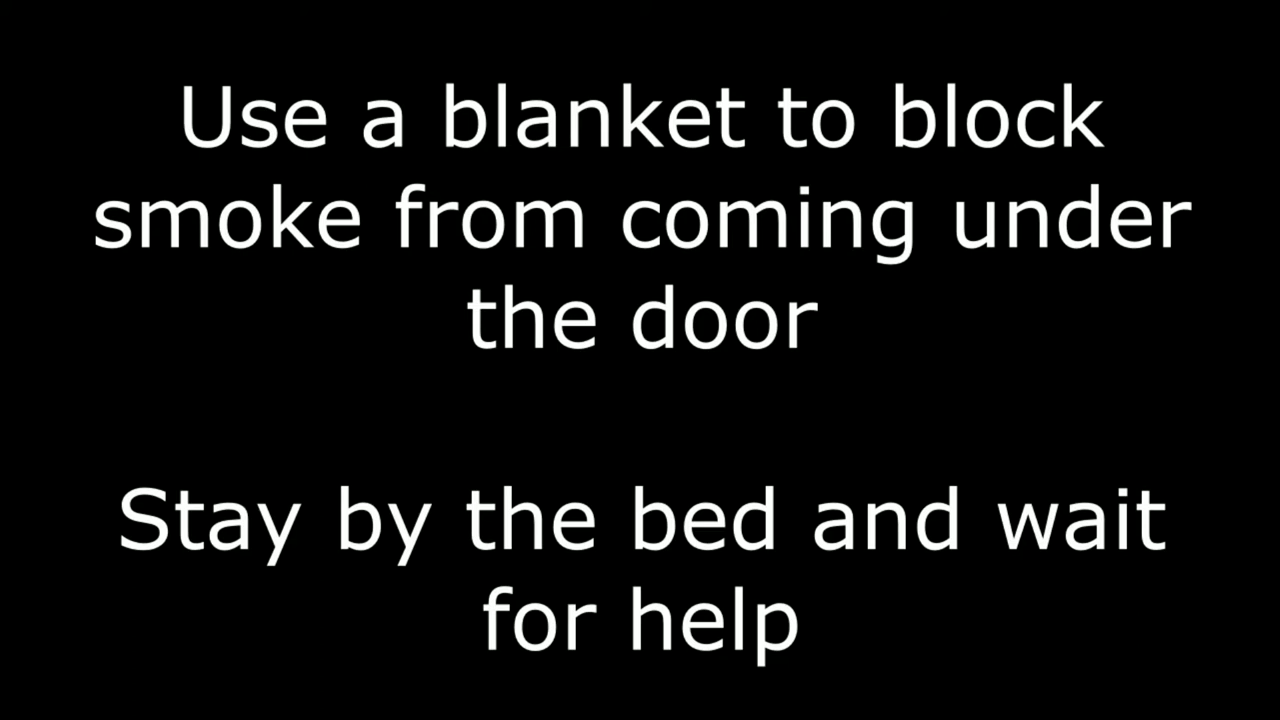 Use a blanket to block
smoke from coming under
the door
Stay by the bed and wait
for help